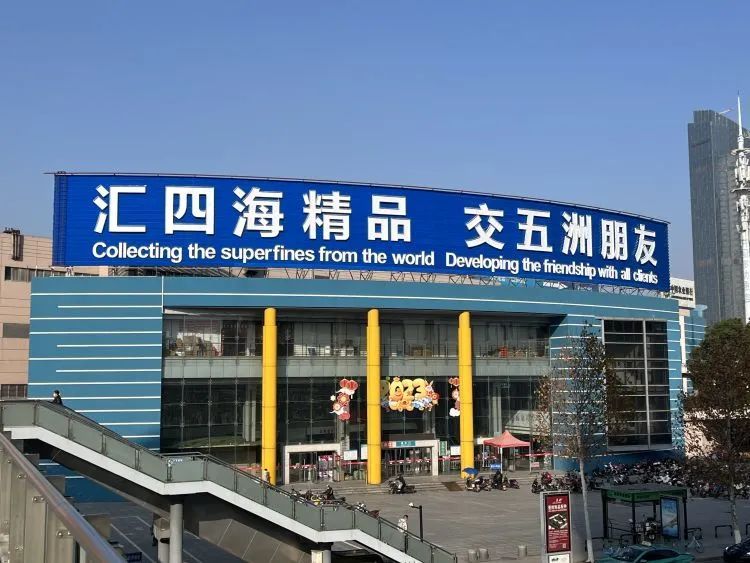 汇四海精品 交五洲朋友
Collecting the superfines from the world Developing the friendship with all clients
2023